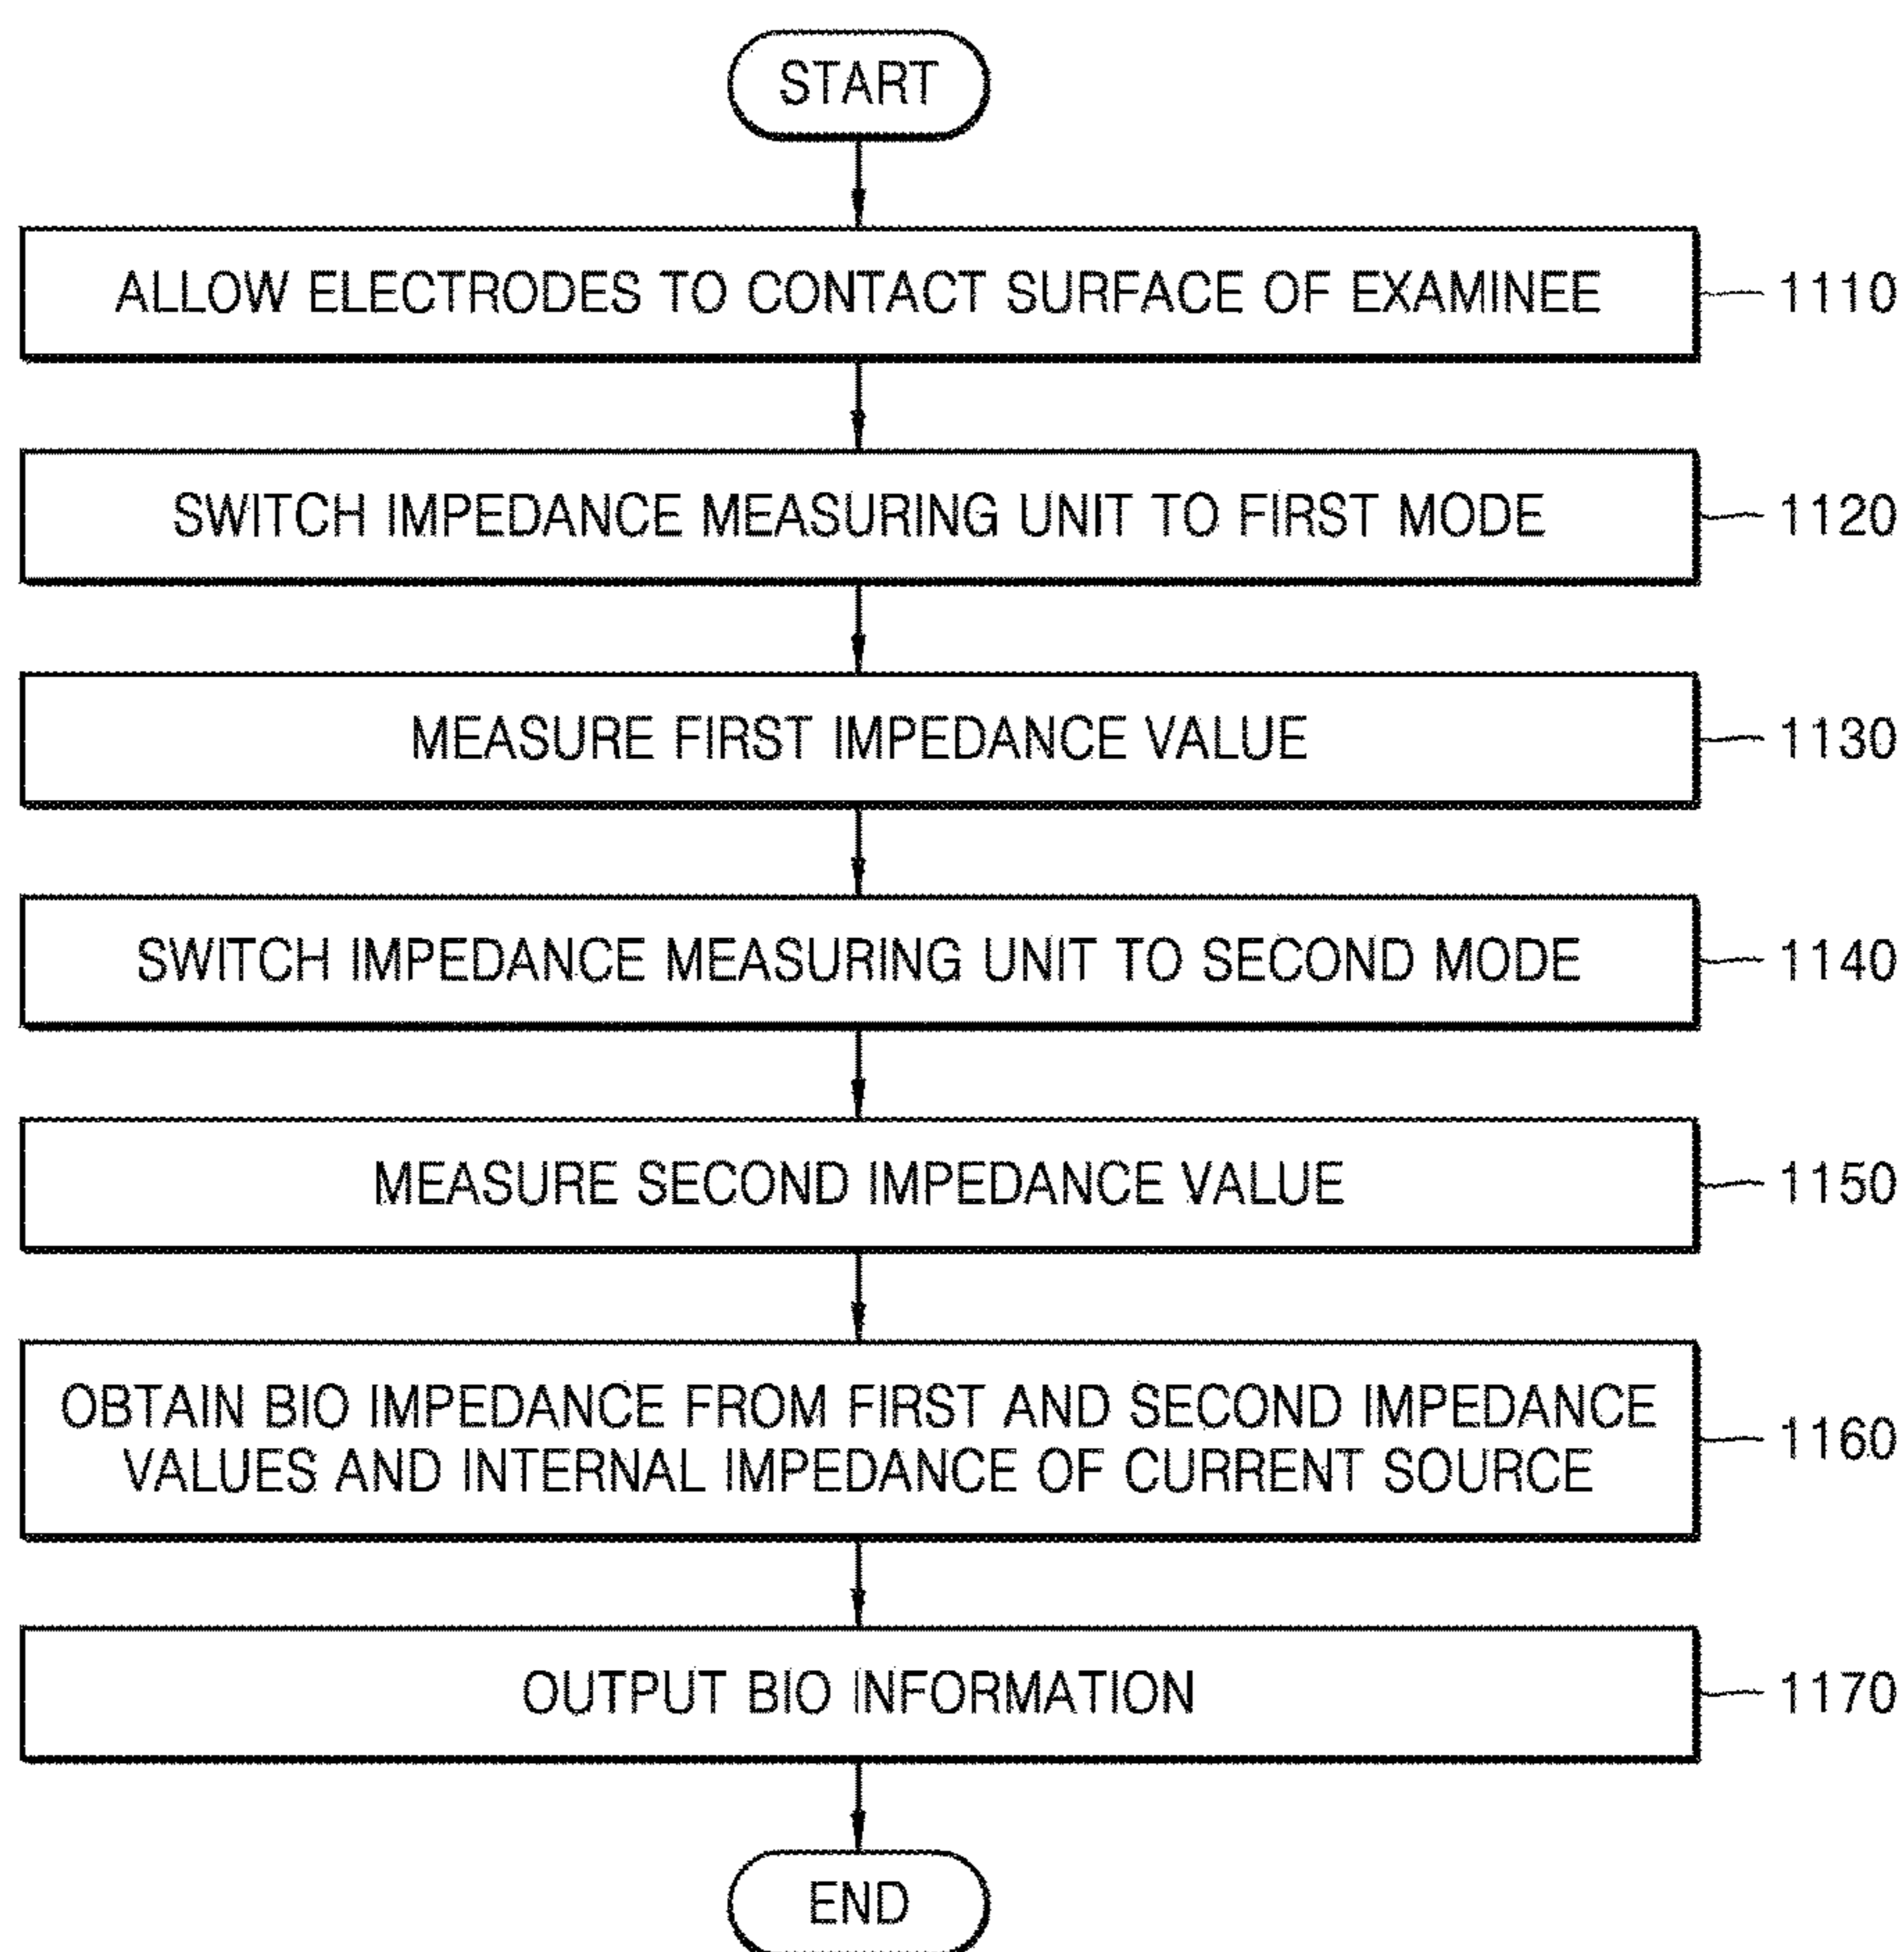 START
ALLOW ELECTRODES TO CONTACT SURFACE OF EXAMINEE
1110
SWITCH IMPEDANCE MEASURING UNIT TO FIRST MODE
1120
MEASURE FIRST IMPEDANCE VALUE
1130
SWITCH IMPEDANCE MEASURING UNIT TO SECOND MODE
1140
MEASURE SECOND IMPEDANCE VALUE
1150
OBTAIN BIO IMPEDANCE FROM FIRST AND SECOND IMPEDANCE
VALUES AND INTERNAL IMPEDANCE OF CURRENT SOURCE
1160
OUTPUT BIO INFORMATION
1170
END